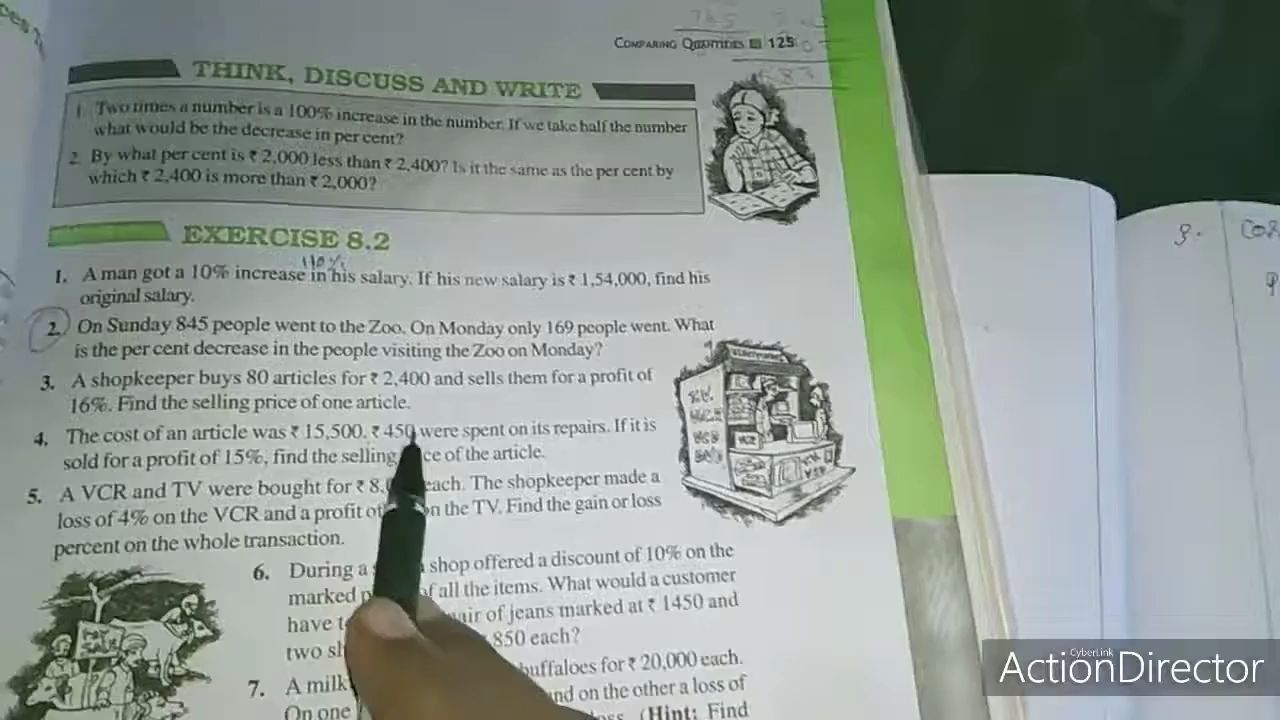 COMPARING QUANTITIES 125
THINK, DISCUSS AND WRITE
1. Two times a number is a 100% increase in the number. If we take half the number
what would be the decrease in per cent?
2. By what per cent is ₹ 2,000 less than ₹ 2,400? Is it the same as the per cent by
which ₹ 2,400 is more than ₹ 2,000?
EXERCISE 8.2
110%
1. A man got a 10% increase in his salary. If his new salary is ₹ 1,54,000, find his
original salary.
2. On Sunday 845 people went to the Zoo. On Monday only 169 people went. What
is the per cent decrease in the people visiting the Zoo on Monday?
3. A shopkeeper buys 80 articles for ₹ 2,400 and sells them for a profit of
16%. Find the selling price of one article.
4. The cost of an article was ₹ 15,500. ₹ 450 were spent on its repairs. If it is
sold for a profit of 15%, find the selling ce of the article.
5. A VCR and TV were bought for ₹ 8, each. The shopkeeper made a
loss of 4% on the VCR and a profit of on the TV. Find the gain or loss
percent on the whole transaction.
6. During a shop offered a discount of 10% on the
marked of all the items. What would a customer
have air of jeans marked at ₹ 1450 and
two 850 each?
7. A milk buffaloes for ₹ 20,000 each.
On one nd on the other a loss of
(Hint: Find
3.
CyberLink
ActionDirector